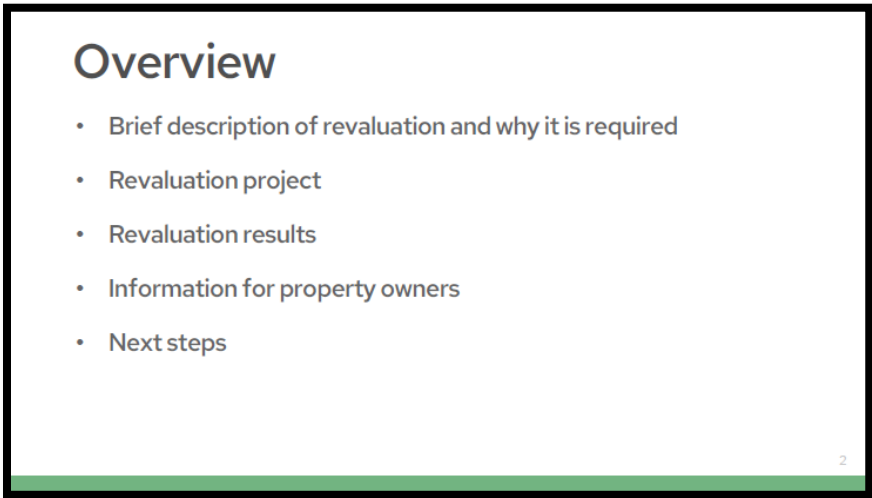 Overview
• Brief description of revaluation and why it is required
• Revaluation project
• Revaluation results
• Information for property owners
• Next steps
2